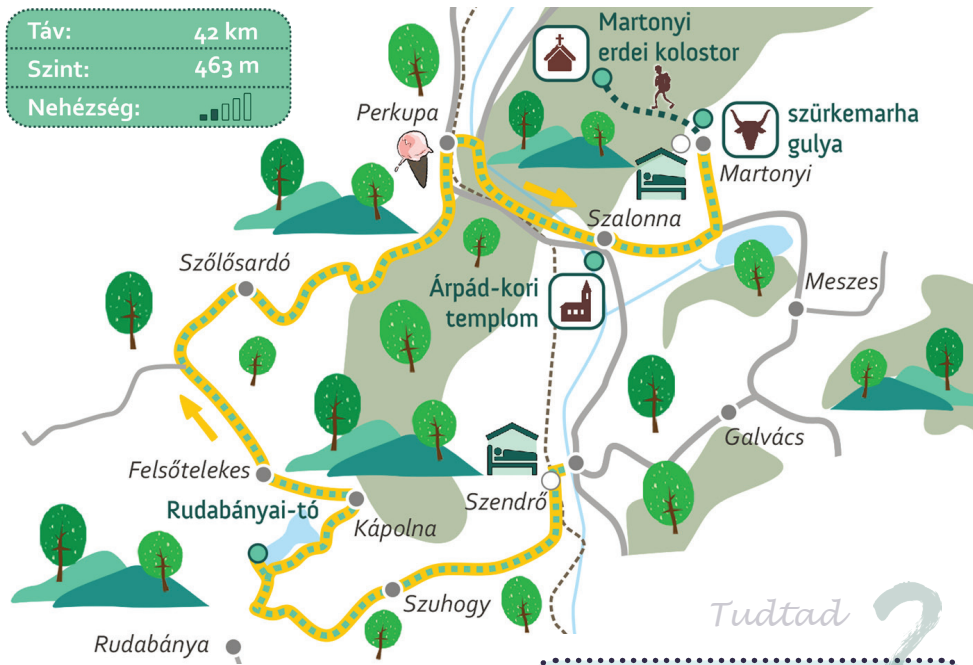 Táv: 42 km
Szint: 463 m
Nehézség:
Martonyi
erdei kolostor
szürkemarha
gulya
Perkupa
Martonyi
Szalonna
Szőlősardó
Árpád-kori
templom
Meszes
Galvács
Felsőtelekes
Rudabányai-tó
Kápolna
Szendrő
Szuhogy
Rudabánya
Tudtad
?